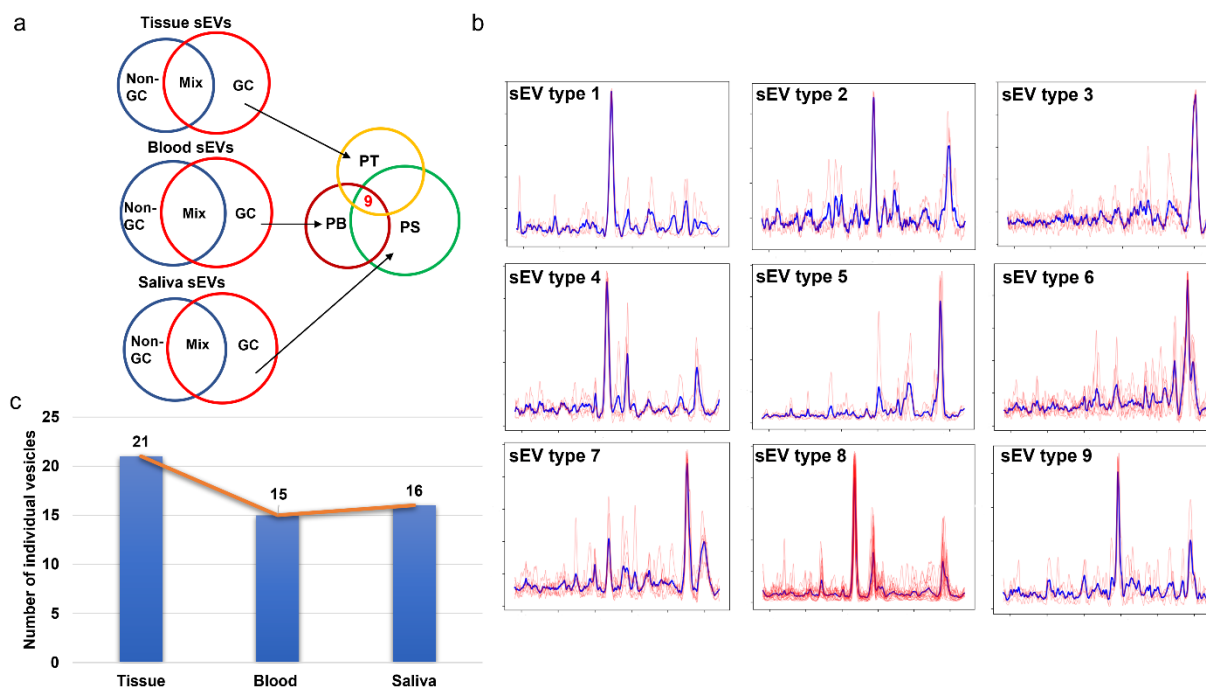 a
Tissue sEVs
Non-
GC
Mix
GC
Blood sEVs
Non-
GC
Mix
GC
Saliva sEVs
Non-
GC
Mix
GC
PT
9
PB
PS
b
sEV type 1
sEV type 2
sEV type 3
sEV type 4
sEV type 5
sEV type 6
sEV type 7
sEV type 8
sEV type 9
c
Number of individual vesicles
25
20
15
10
5
0
21
15
16
Tissue
Blood
Saliva